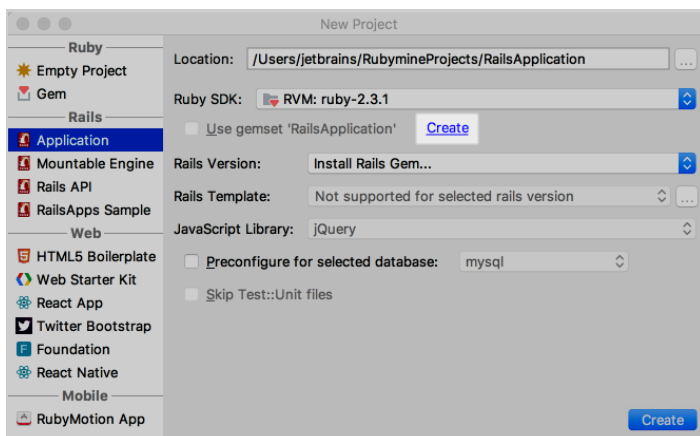 New Project
Ruby
Empty Project
Gem
Rails
Application
Mountable Engine
Rails API
RailsApps Sample
Web
HTML5 Boilerplate
Web Starter Kit
React App
Twitter Bootstrap
Foundation
React Native
Mobile
RubyMotion App
Location: /Users/jetbrains/RubymineProjects/RailsApplication ...
Ruby SDK: RVM: ruby-2.3.1
Use gemset 'RailsApplication' Create
Rails Version: Install Rails Gem...
Rails Template: Not supported for selected rails version ...
JavaScript Library: jQuery
Preconfigure for selected database: mysql
Skip Test::Unit files
Create